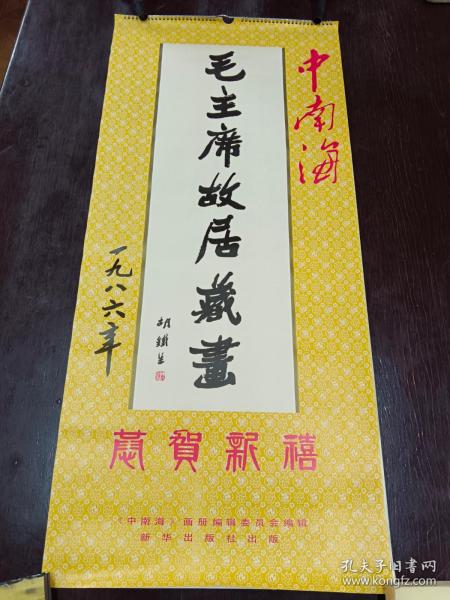 中南海
毛主席故居藏畫
胡鐵生
一九八六年
恭賀新禧
《中南海》画册编辑委员会编辑
新华出版社出版
孔夫子旧书网
www.kongfz.com